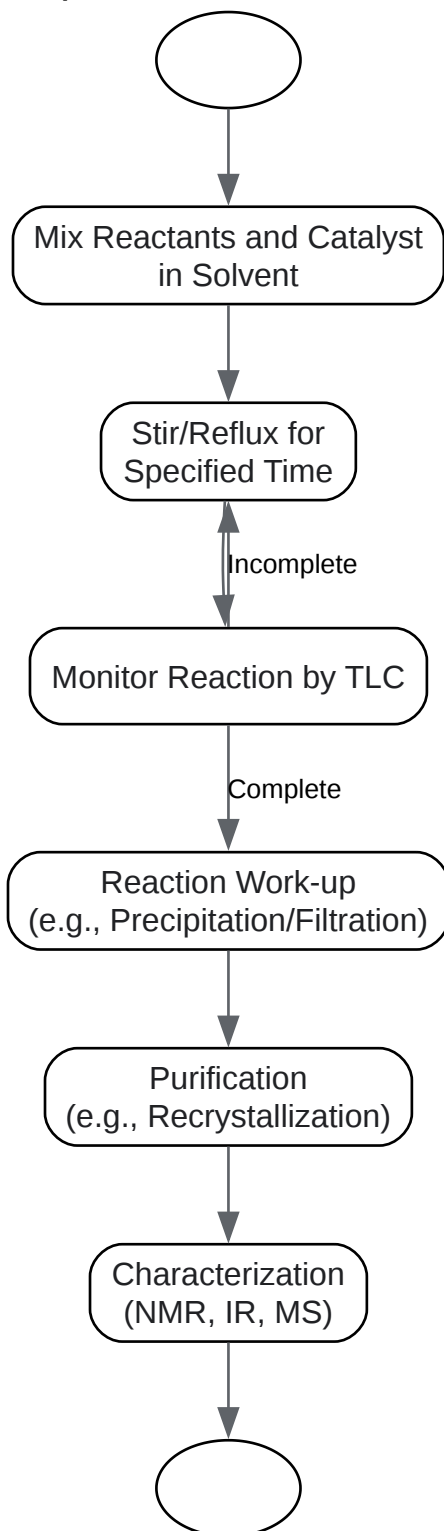 Mix Reactants and Catalyst
in Solvent
Stir/Reflux for
Specified Time
Incomplete
Monitor Reaction by TLC
Complete
Reaction Work-up
(e.g., Precipitation/Filtration)
Purification
(e.g., Recrystallization)
Characterization
(NMR, IR, MS)